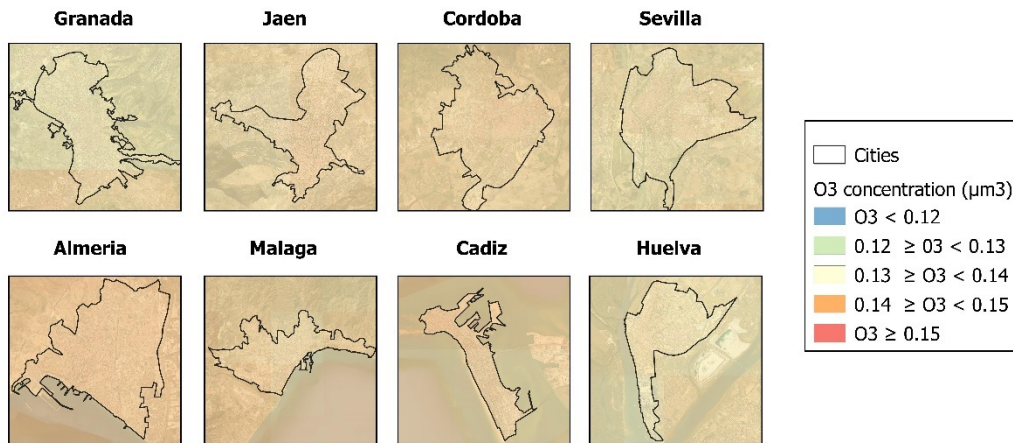 Granada
Jaen
Cordoba
Sevilla
Almeria
Malaga
Cadiz
Huelva
Cities
O3 concentration (µm3)
O3 < 0.12
0.12 ≥ O3 < 0.13
0.13 ≥ O3 < 0.14
0.14 ≥ O3 < 0.15
O3 ≥ 0.15